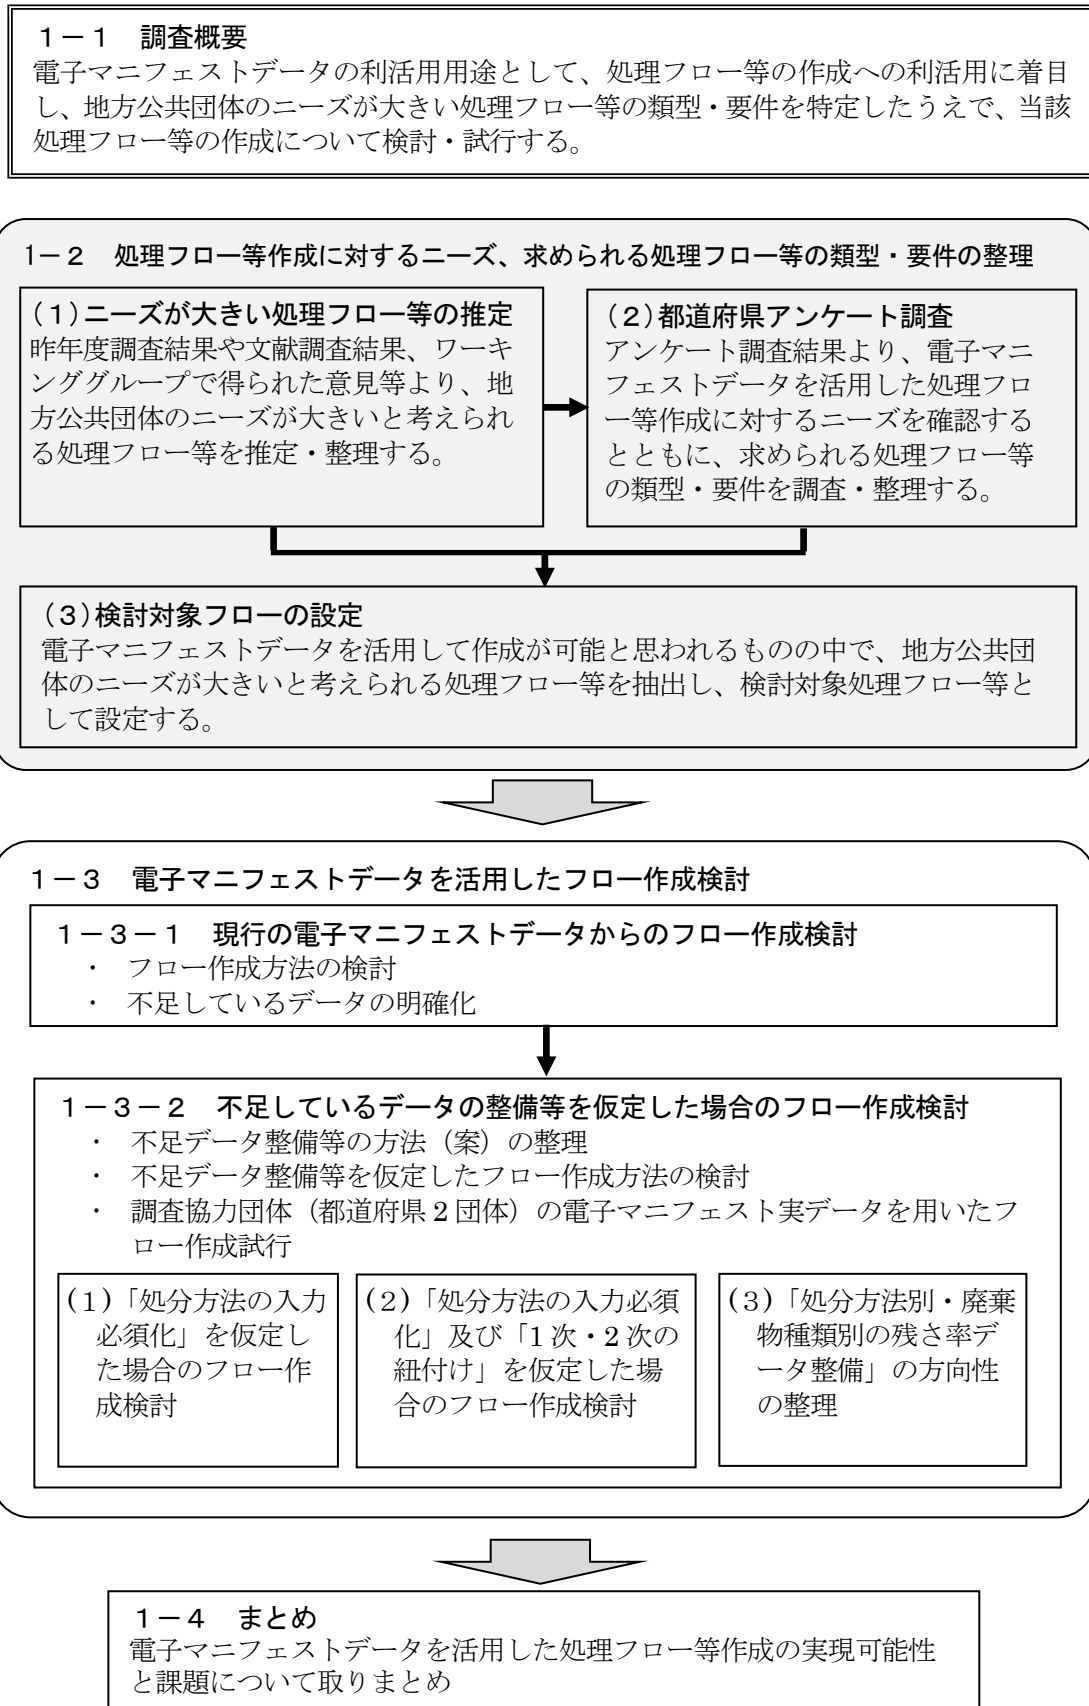 １－１　調査概要
電子マニフェストデータの利活用用途として、処理フロー等の作成への利活用に着目
し、地方公共団体のニーズが大きい処理フロー等の類型・要件を特定したうえで、当該
処理フロー等の作成について検討・試行する。
1－２　処理フロー等作成に対するニーズ、求められる処理フロー等の類型・要件の整理
（１）ニーズが大きい処理フロー等の推定
昨年度調査結果や文献調査結果、ワーキ
ンググループで得られた意見等より、地
方公共団体のニーズが大きいと考えられ
る処理フロー等を推定・整理する。
（２）都道府県アンケート調査
アンケート調査結果より、電子マニ
フェストデータを活用した処理フロ
ー等作成に対するニーズを確認する
とともに、求められる処理フロー等
の類型・要件を調査・整理する。
（３）検討対象フローの設定
電子マニフェストデータを活用して作成が可能と思われるものの中で、地方公共団
体のニーズが大きいと考えられる処理フロー等を抽出し、検討対象処理フロー等と
して設定する。
１－３　電子マニフェストデータを活用したフロー作成検討
１－３－１　現行の電子マニフェストデータからのフロー作成検討
・　フロー作成方法の検討
・　不足しているデータの明確化
１－３－２　不足しているデータの整備等を仮定した場合のフロー作成検討
・　不足データ整備等の方法（案）の整理
・　不足データ整備等を仮定したフロー作成方法の検討
・　調査協力団体（都道府県 2 団体）の電子マニフェスト実データを用いたフ
ロー作成試行
(1)「処分方法の入力
必須化」を仮定し
た場合のフロー作
成検討
(2)「処分方法の入力必須
化」及び「1 次・2 次の
紐付け」を仮定した場
合のフロー作成検討
(3)「処分方法別・廃棄
物種類別の残さ率デ
ータ整備」の方向性
の整理
１－４　まとめ
電子マニフェストデータを活用した処理フロー等作成の実現可能性
と課題について取りまとめ